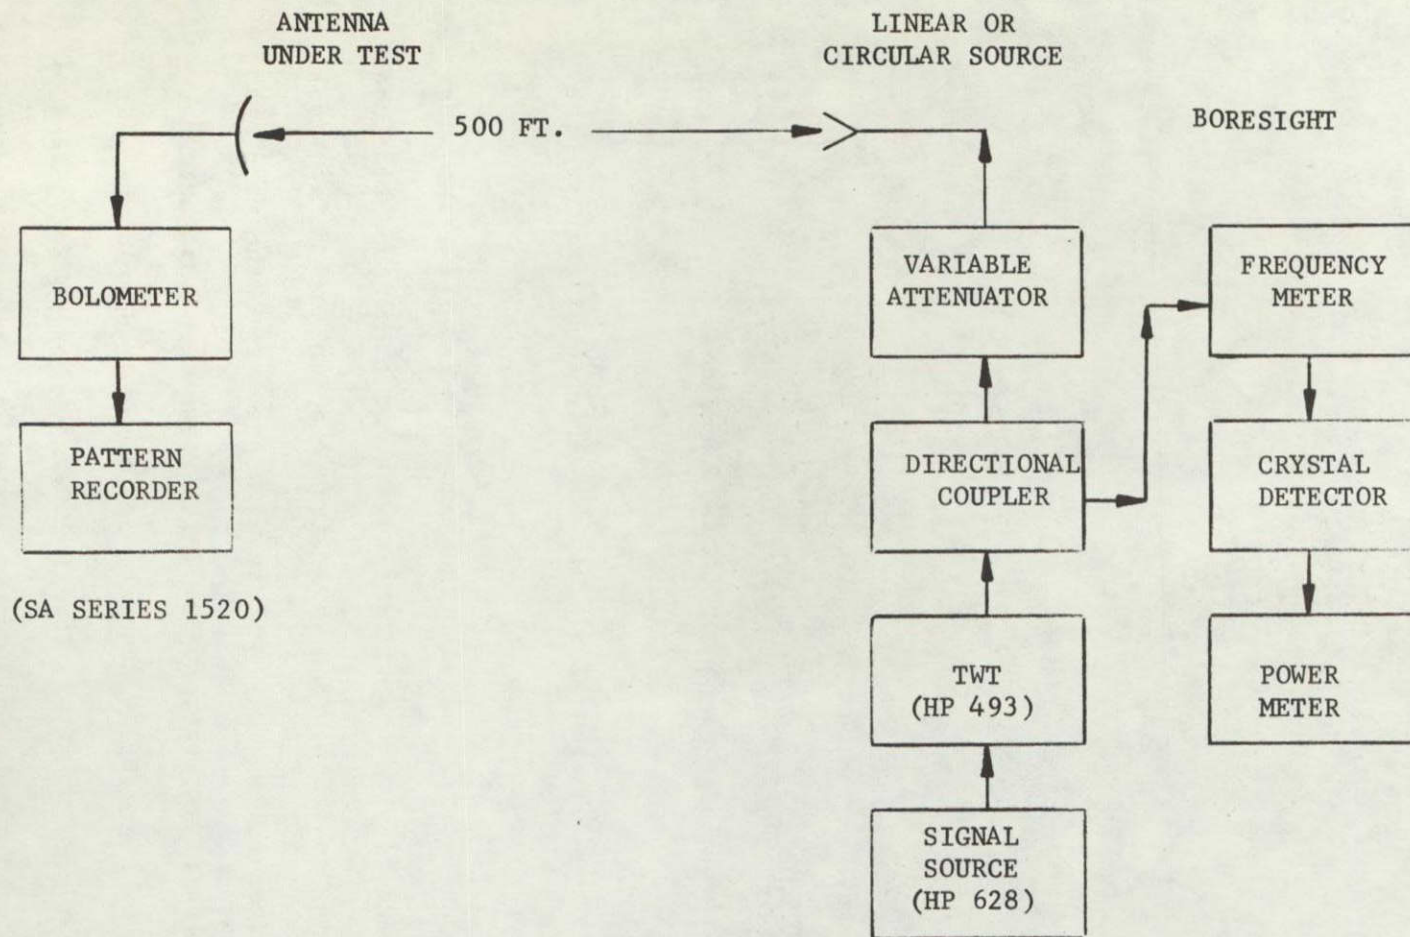 ANTENNA
UNDER TEST
LINEAR OR
CIRCULAR SOURCE
500 FT.
BORESIGHT
BOLOMETER
PATTERN
RECORDER
(SA SERIES 1520)
VARIABLE
ATTENUATOR
DIRECTIONAL
COUPLER
TWT
(HP 493)
SIGNAL
SOURCE
(HP 628)
FREQUENCY
METER
CRYSTAL
DETECTOR
POWER
METER